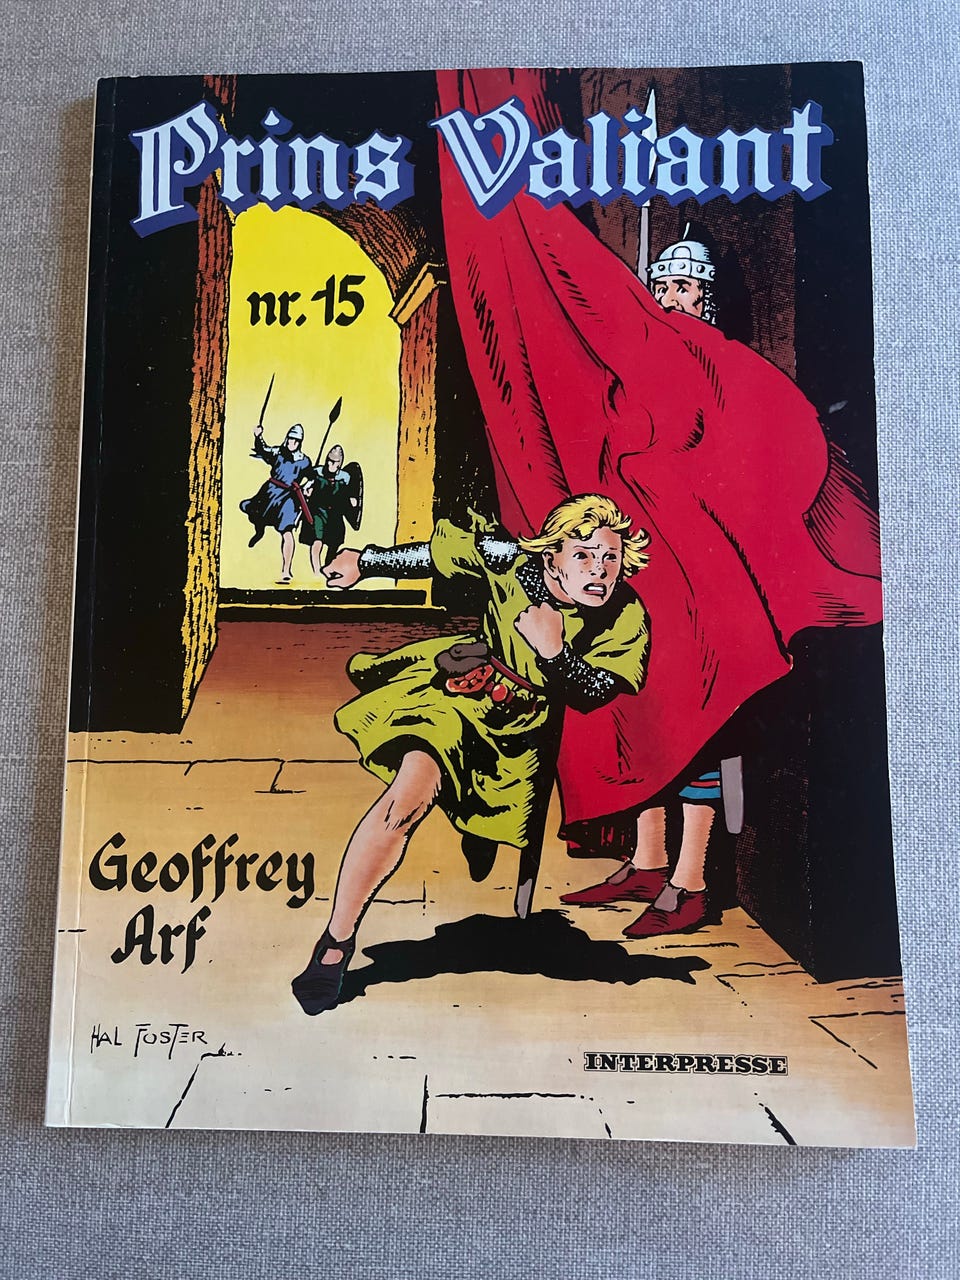 Prins Valiant
nr. 15
Geoffrey
Arf
HAL FOSTER
INTERPRESSE